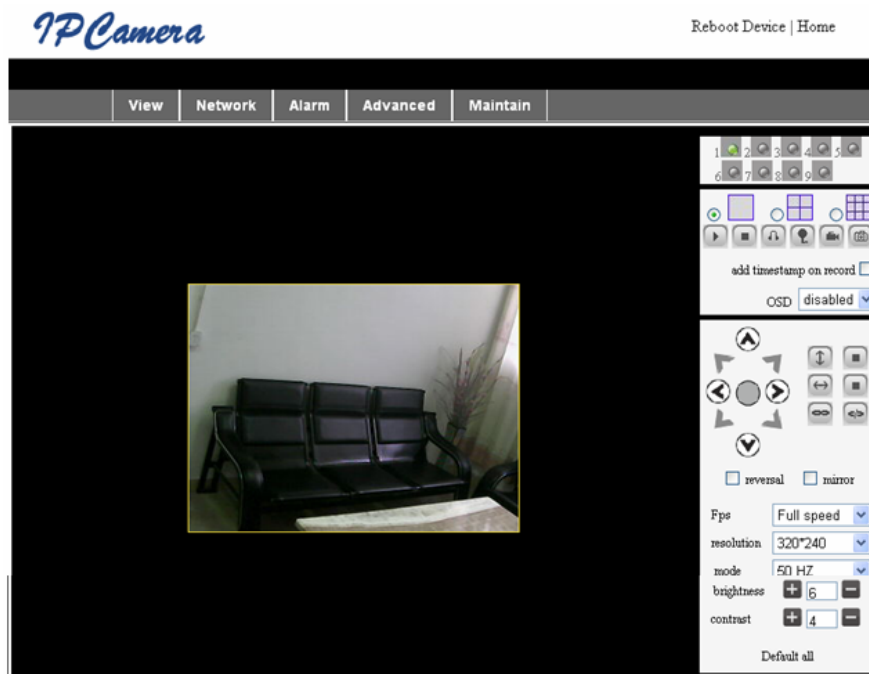 IPCamera
Reboot Device | Home
View Network Alarm Advanced Maintain
1 2 3 4 5
6 7 8 9
add timestamp on record
OSD disabled
reversal mirror
Fps Full speed
resolution 320*240
mode 50 HZ
brightness 6
contrast 4
Default all